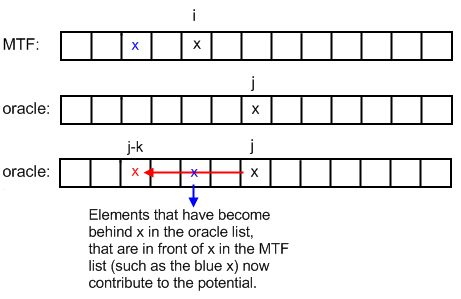 i
MTF: x x
j
oracle: x
j-k j
oracle: x x x
Elements that have become
behind x in the oracle list,
that are in front of x in the MTF
list (such as the blue x) now
contribute to the potential.